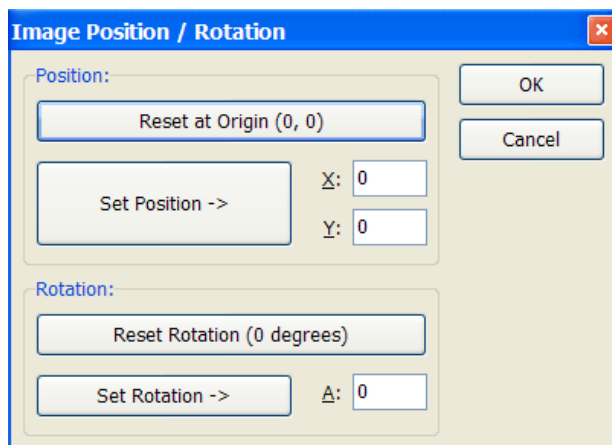 Image Position / Rotation
Position:
Reset at Origin (0, 0)
Set Position ->
X: 0
Y: 0
Rotation:
Reset Rotation (0 degrees)
Set Rotation ->
A: 0
OK
Cancel